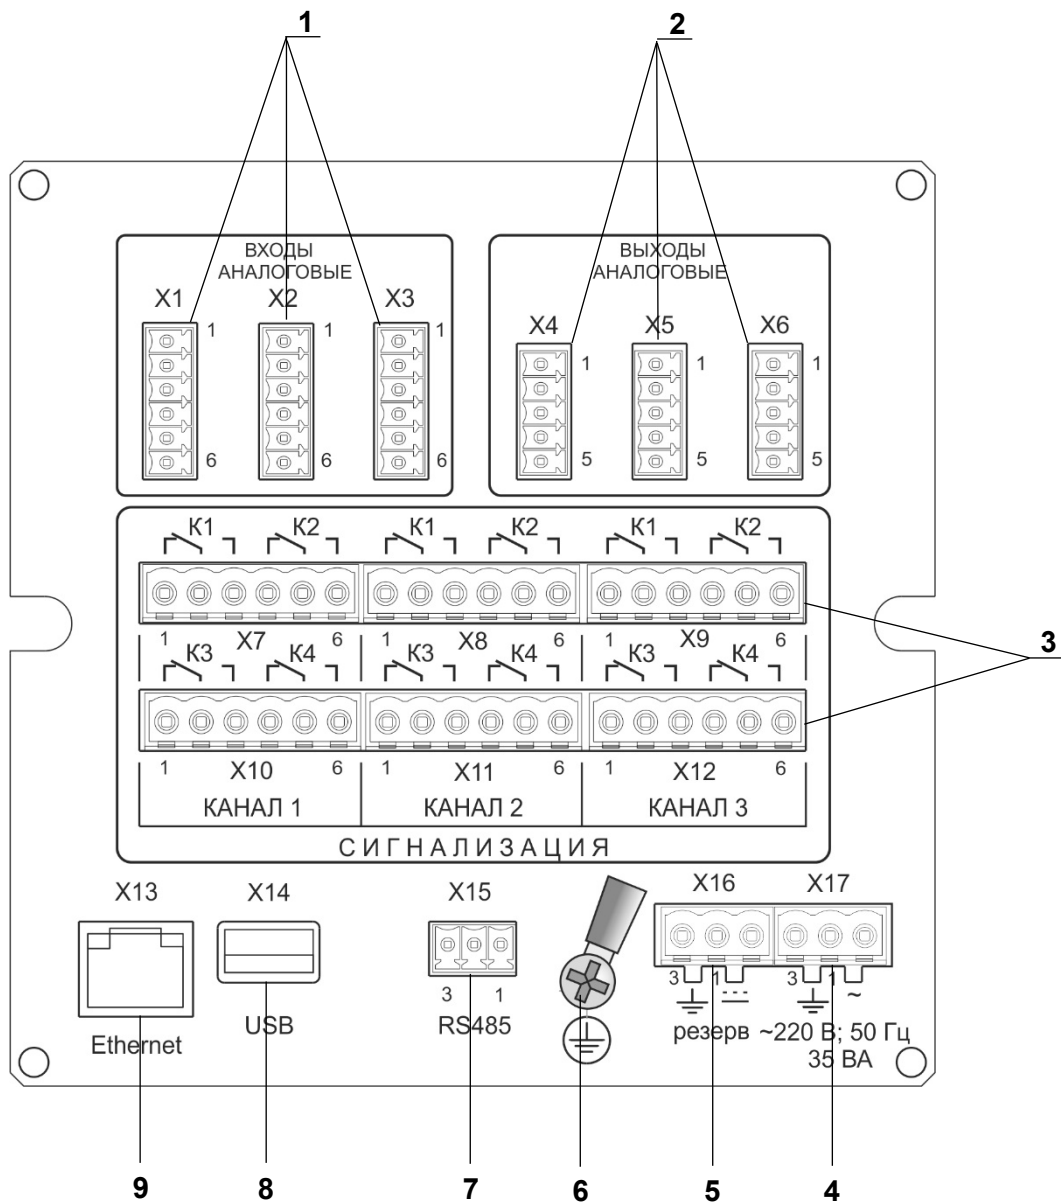 1
2
ВХОДЫ
АНАЛОГОВЫЕ
X1 X2 X3
1 1 1
6 6 6
ВЫХОДЫ
АНАЛОГОВЫЕ
X4 X5 X6
1 1 1
5 5 5
К1 К2 К1 К2 К1 К2
1 X7 6 1 X8 6 1 X9 6
3
К3 К4 К3 К4 К3 К4
1 X10 6 1 X11 6 1 X12 6
КАНАЛ 1 КАНАЛ 2 КАНАЛ 3
СИГНАЛИЗАЦИЯ
X13 X14 X15 X16 X17
3 1 3 1 3 1 ~
Ethernet USB RS485 резерв ~220 В; 50 Гц
35 ВА
9 8 7 6 5 4